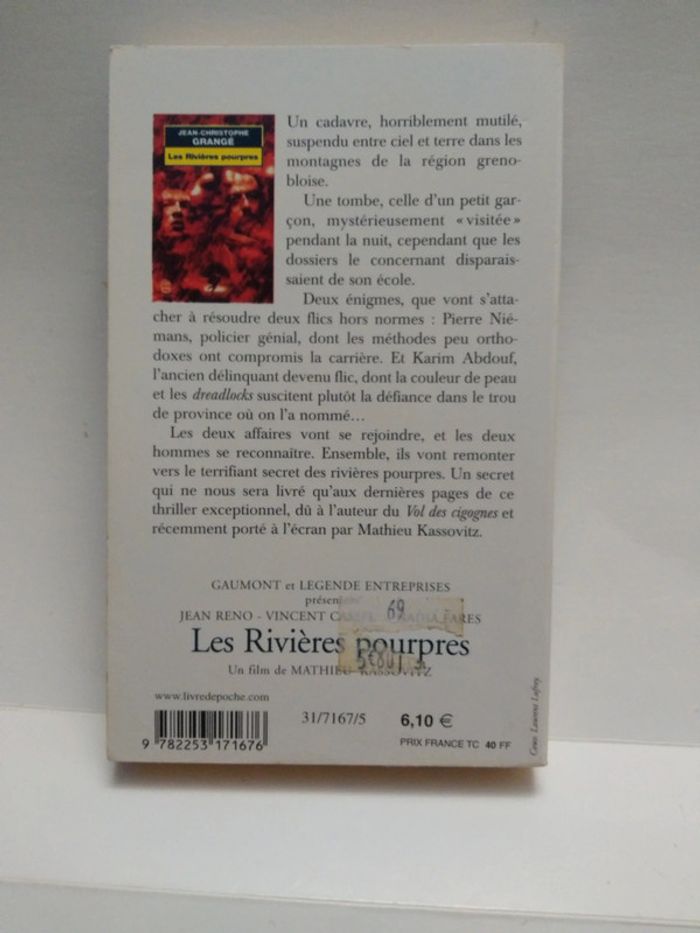 JEAN-CHRISTOPHE
GRANGÉ
Les Rivières pourpres
Un cadavre, horriblement mutilé,
suspendu entre ciel et terre dans les
montagnes de la région greno-
bloise.
Une tombe, celle d'un petit gar-
çon, mystérieusement « visitée »
pendant la nuit, cependant que les
dossiers le concernant disparais-
saient de son école.
Deux énigmes, que vont s'atta-
cher à résoudre deux flics hors normes : Pierre Nié-
mans, policier génial, dont les méthodes peu ortho-
doxes ont compromis la carrière. Et Karim Abdouf,
l'ancien délinquant devenu flic, dont la couleur de peau
et les dreadlocks suscitent plutôt la défiance dans le trou
de province où on l'a nommé...
Les deux affaires vont se rejoindre, et les deux
hommes se reconnaître. Ensemble, ils vont remonter
vers le terrifiant secret des rivières pourpres. Un secret
qui ne nous sera livré qu'aux dernières pages de ce
thriller exceptionnel, dû à l'auteur du Vol des cigognes et
récemment porté à l'écran par Mathieu Kassovitz.
GAUMONT et LEGENDE ENTREPRISES
présen
JEAN RENO - VINCENT FARES
69
Les Rivières pourpres
Un film de MATHIEU KASSOVITZ
www.livredepoche.com
31/7167/5
6,10 €
9 782253 171676
PRIX FRANCE TC 40 FF